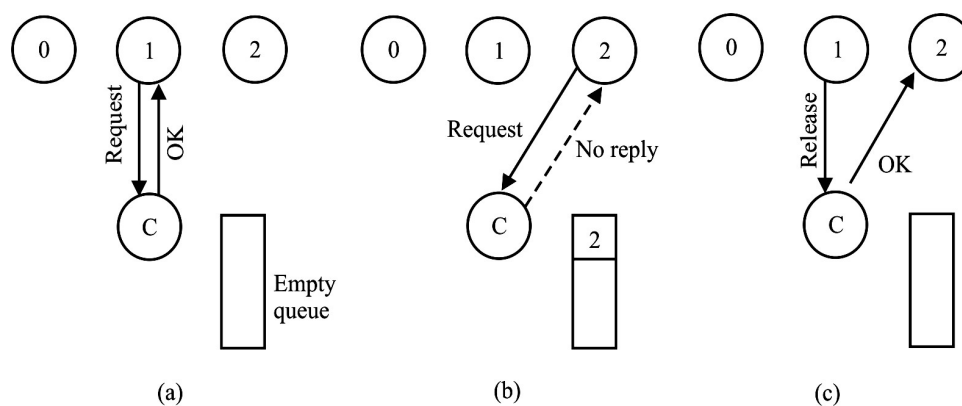 0 1 2
Request
OK
C
Empty
queue
(a)
0 1 2
Request
No reply
C
2
(b)
0 1 2
Release
OK
C
(c)